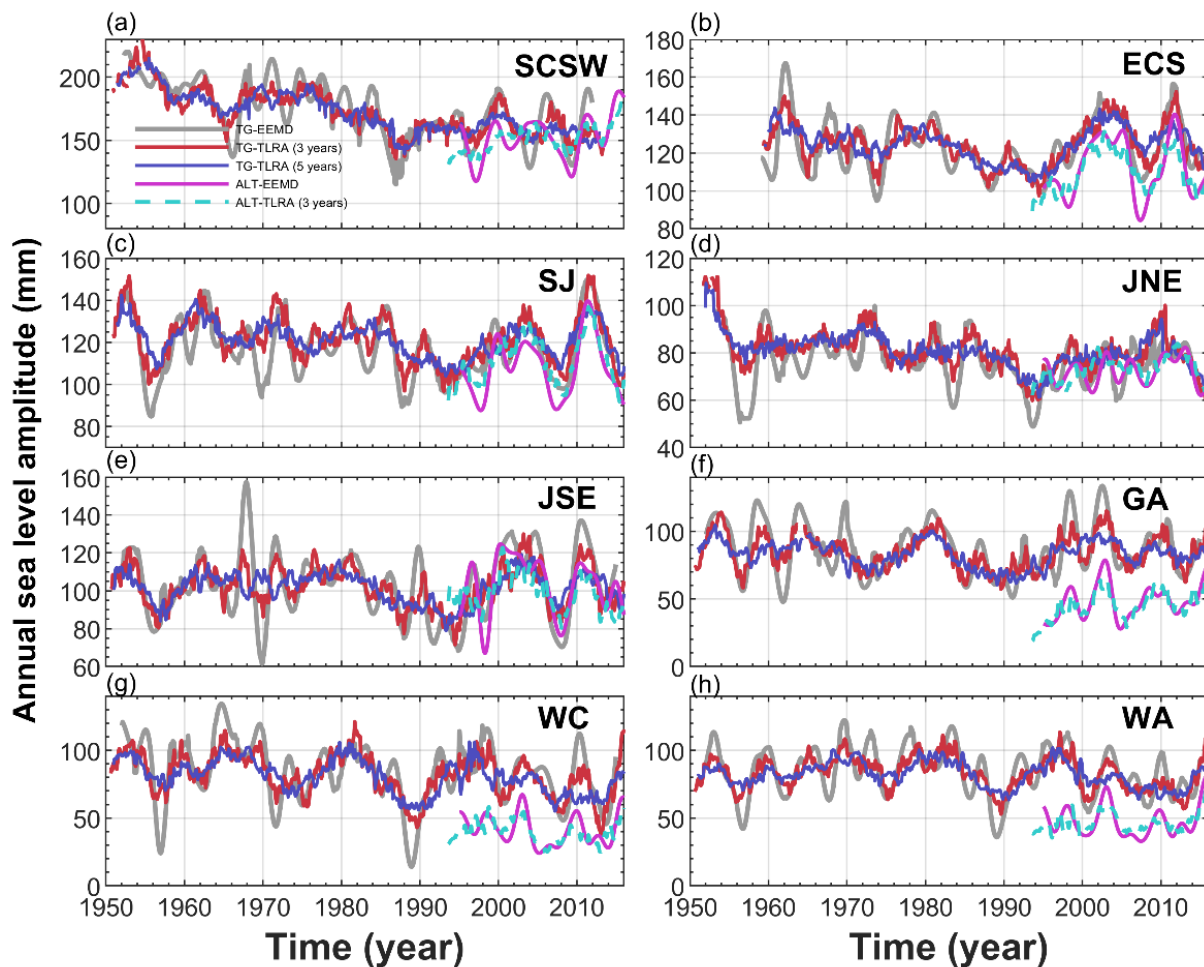 (a)
SCSW
200
150
100
TG-EEMD
TG-TLRA (3 years)
TG-TLRA (5 years)
ALT-EEMD
ALT-TLRA (3 years)
(b)
ECS
180
160
140
120
100
80
(c)
SJ
160
140
120
100
80
(d)
JNE
120
100
80
60
40
(e)
JSE
160
140
120
100
80
60
(f)
GA
100
50
0
(g)
WC
100
50
0
1950 1960 1970 1980 1990 2000 2010
Time (year)
(h)
WA
100
50
0
1950 1960 1970 1980 1990 2000 2010
Time (year)
Annual sea level amplitude (mm)